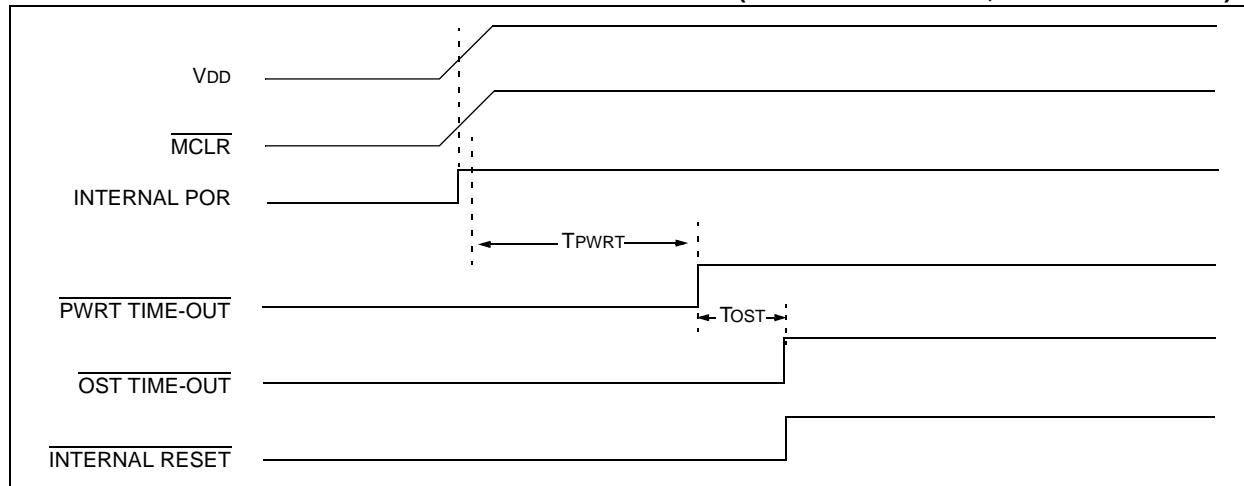 VDD
MCLR
INTERNAL POR
TPWRT
PWRT TIME-OUT
TOST
OST TIME-OUT
INTERNAL RESET